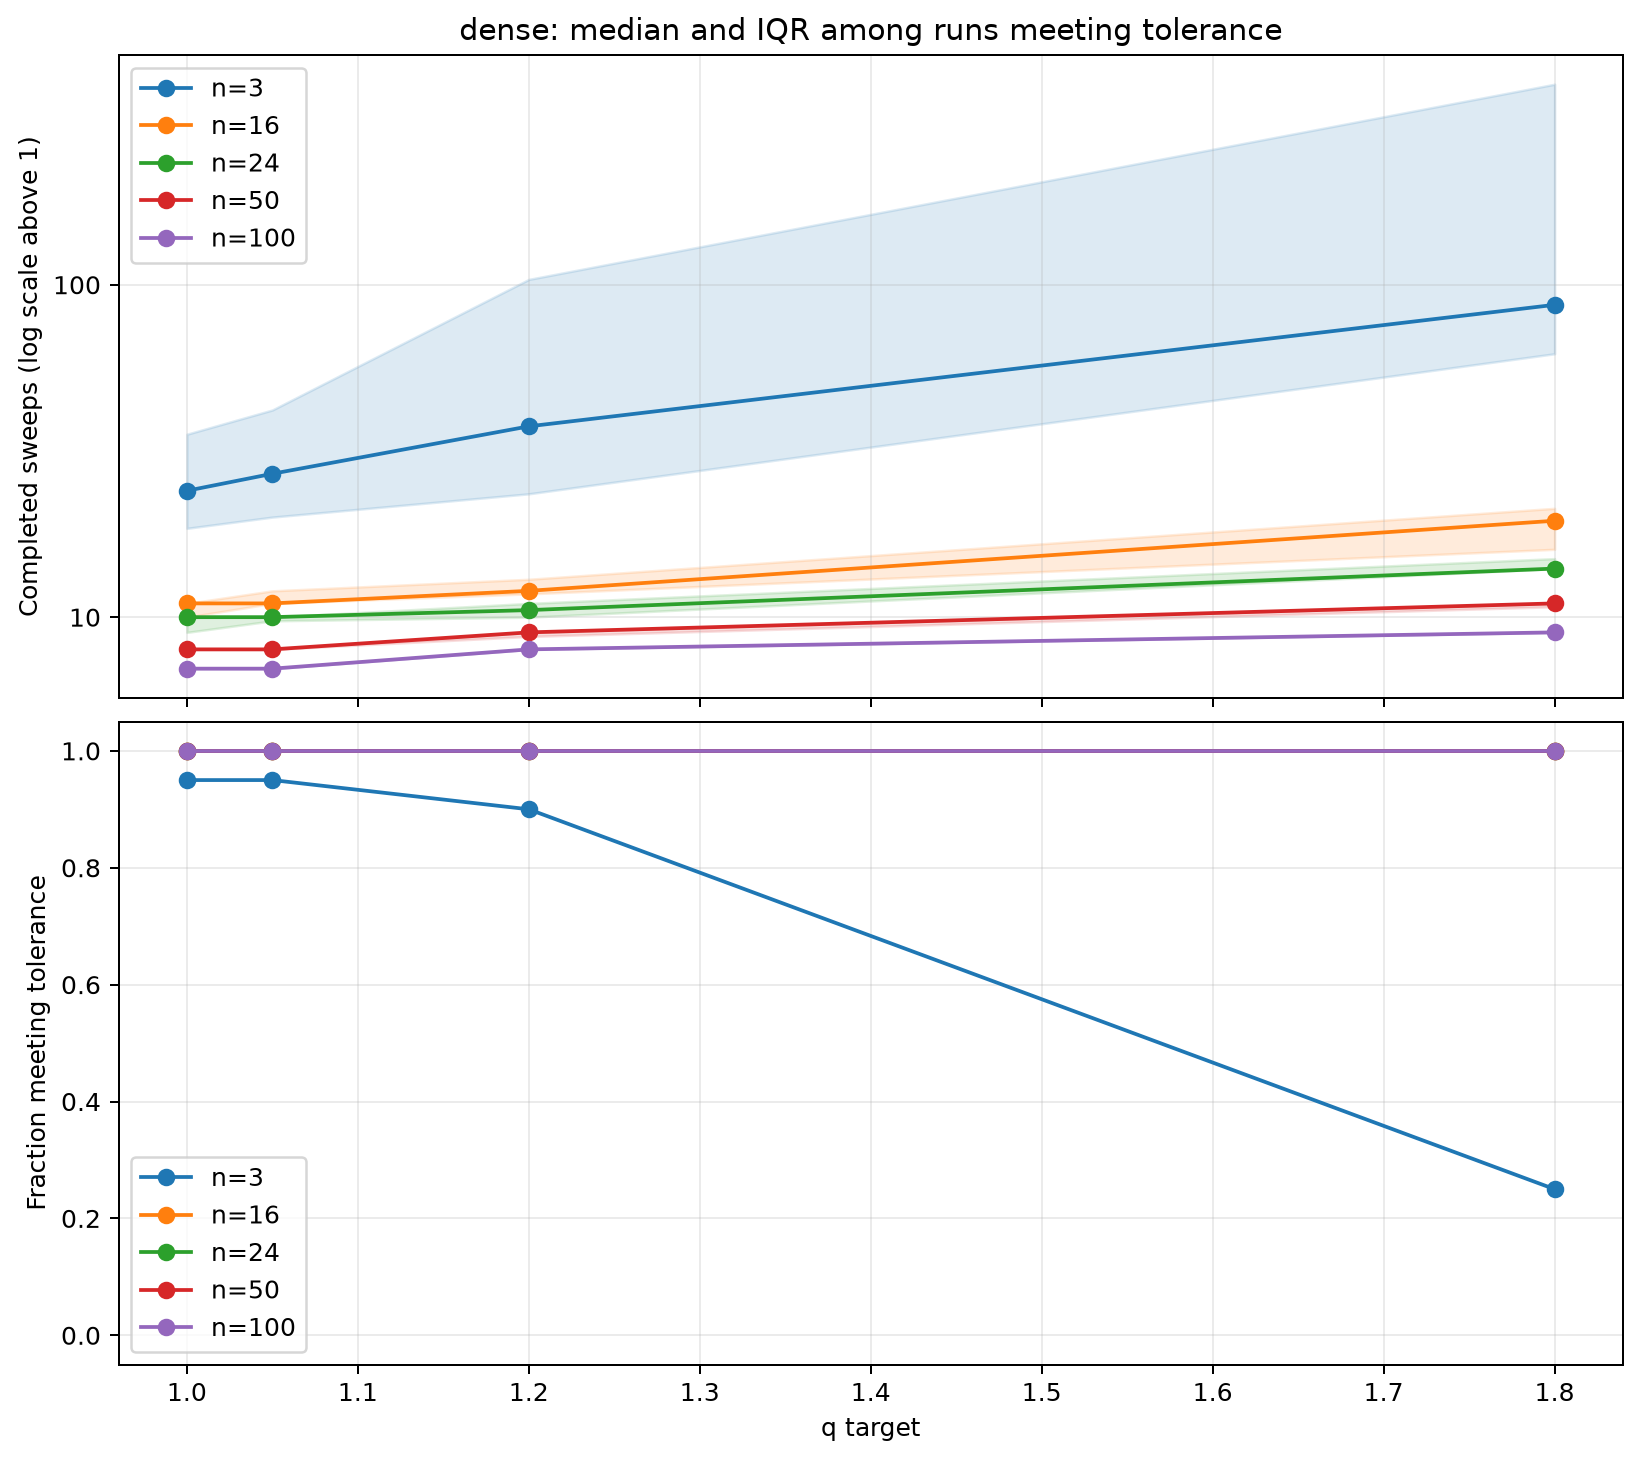 dense: median and IQR among runs meeting tolerance
Completed sweeps (log scale above 1)
100
10
n=3
n=16
n=24
n=50
n=100
Fraction meeting tolerance
1.0
0.8
0.6
0.4
0.2
0.0
n=3
n=16
n=24
n=50
n=100
1.0 1.1 1.2 1.3 1.4 1.5 1.6 1.7 1.8
q target